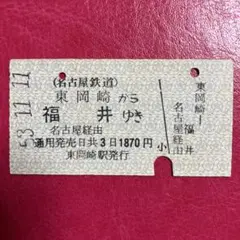 53.11.11
(名古屋鉄道)
東岡崎から
福井ゆき
名古屋経由
通用発売日共3日1870円
東岡崎駅発行
小
東岡崎―
福井
名古屋経由